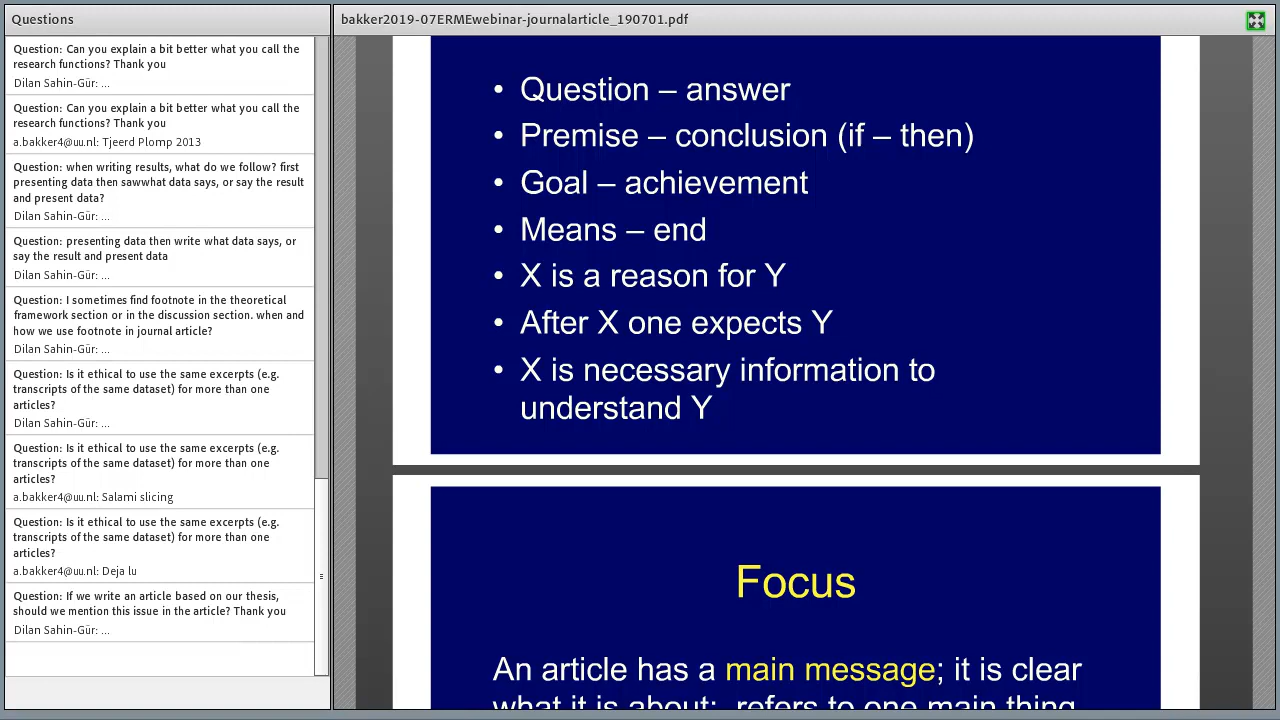 Questions
Question: Can you explain a bit better what you call the
research functions? Thank you
Dilan Sahin-Gür: ...
Question: Can you explain a bit better what you call the
research functions? Thank you
a.bakker4@uu.nl: Tjeerd Plomp 2013
Question: when writing results, what do we follow? first
presenting data then sawwhat data says, or say the result
and present data?
Dilan Sahin-Gür: ...
Question: presenting data then write what data says, or
say the result and present data
Dilan Sahin-Gür: ...
Question: I sometimes find footnote in the theoretical
framework section or in the discussion section. when and
how we use footnote in journal article?
Dilan Sahin-Gür: ...
Question: Is it ethical to use the same excerpts (e.g.
transcripts of the same dataset) for more than one
articles?
Dilan Sahin-Gür: ...
Question: Is it ethical to use the same excerpts (e.g.
transcripts of the same dataset) for more than one
articles?
a.bakker4@uu.nl: Salami slicing
Question: Is it ethical to use the same excerpts (e.g.
transcripts of the same dataset) for more than one
articles?
a.bakker4@uu.nl: Deja lu
Question: If we write an article based on our thesis,
should we mention this issue in the article? Thank you
Dilan Sahin-Gür: ...
bakker2019-07ERMEwebinar-journalarticle_190701.pdf
• Question – answer
• Premise – conclusion (if – then)
• Goal – achievement
• Means – end
• X is a reason for Y
• After X one expects Y
• X is necessary information to
understand Y
Focus
An article has a main message; it is clear
what it is about; refers to one main thing